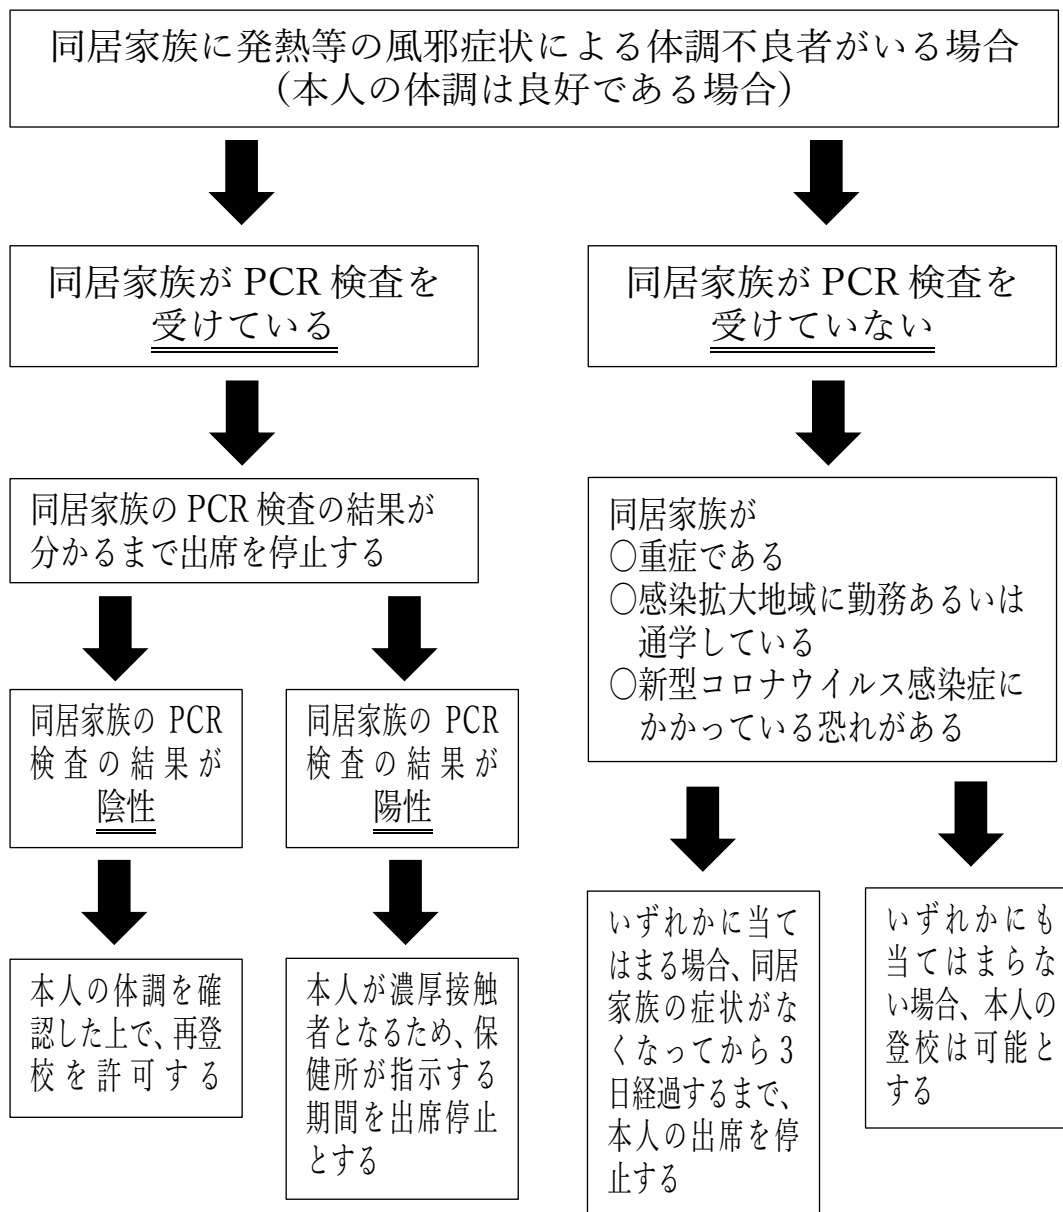 同居家族に発熱等の風邪症状による体調不良者がいる場合
(本人の体調は良好である場合)
同居家族が PCR 検査を
受けている
同居家族が PCR 検査を
受けていない
同居家族の PCR 検査の結果が
分かるまで出席を停止する
同居家族が
○重症である
○感染拡大地域に勤務あるいは
通学している
○新型コロナウイルス感染症に
かかっている恐れがある
同居家族の PCR
検査の結果が
陰性
同居家族の PCR
検査の結果が
陽性
本人の体調を確
認した上で、再登
校を許可する
本人が濃厚接触
者となるため、保
健所が指示する
期間を出席停止
とする
いずれかに当て
はまる場合、同居
家族の症状がな
くなってから 3
日経過するまで、
本人の出席を停
止する
いずれかにも
当てはまらな
い場合、本人の
登校は可能と
する